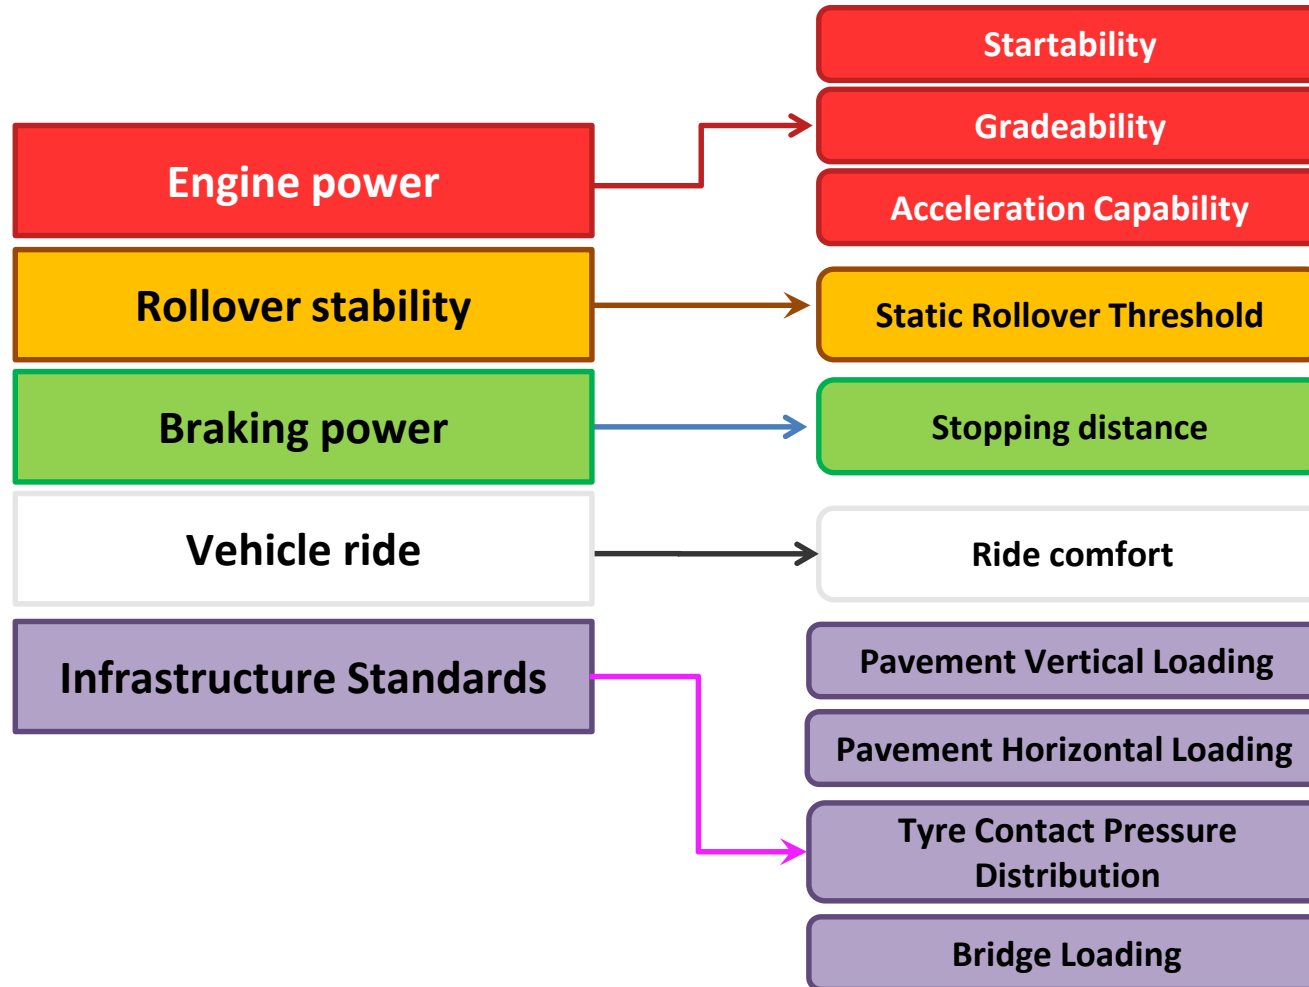 Engine power
Startability
Gradeability
Acceleration Capability
Rollover stability
Static Rollover Threshold
Braking power
Stopping distance
Vehicle ride
Ride comfort
Infrastructure Standards
Pavement Vertical Loading
Pavement Horizontal Loading
Tyre Contact Pressure
Distribution
Bridge Loading